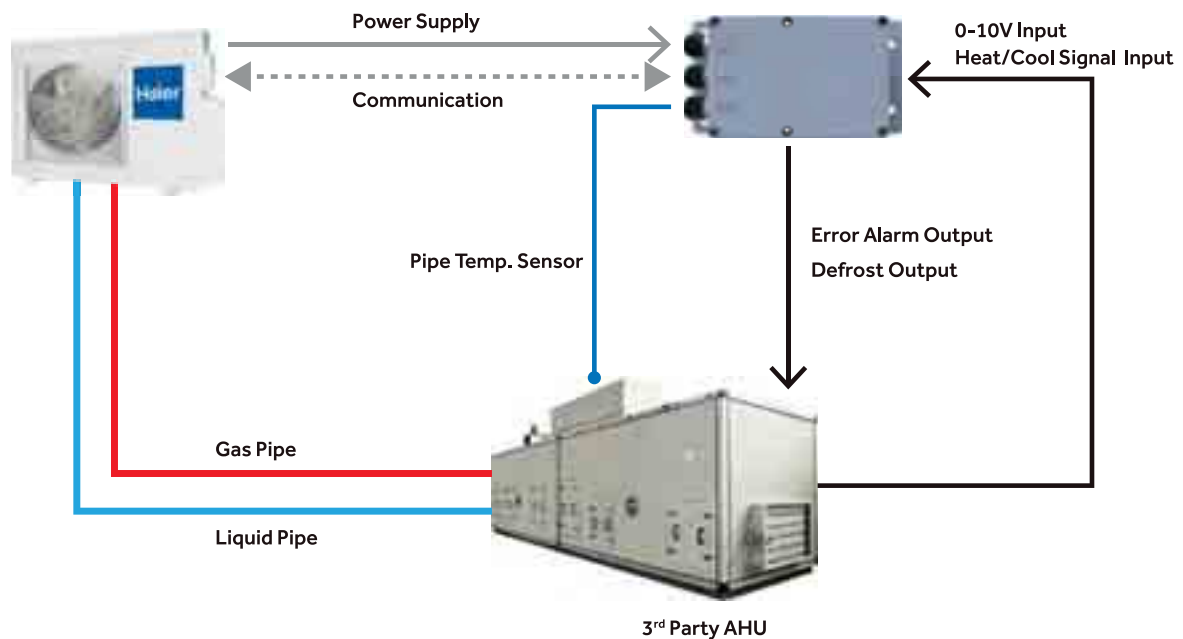 Power Supply
0-10V Input
Heat/Cool Signal Input
Haier
Communication
Error Alarm Output
Pipe Temp. Sensor
Defrost Output
Gas Pipe
Liquid Pipe
3rd Party AHU